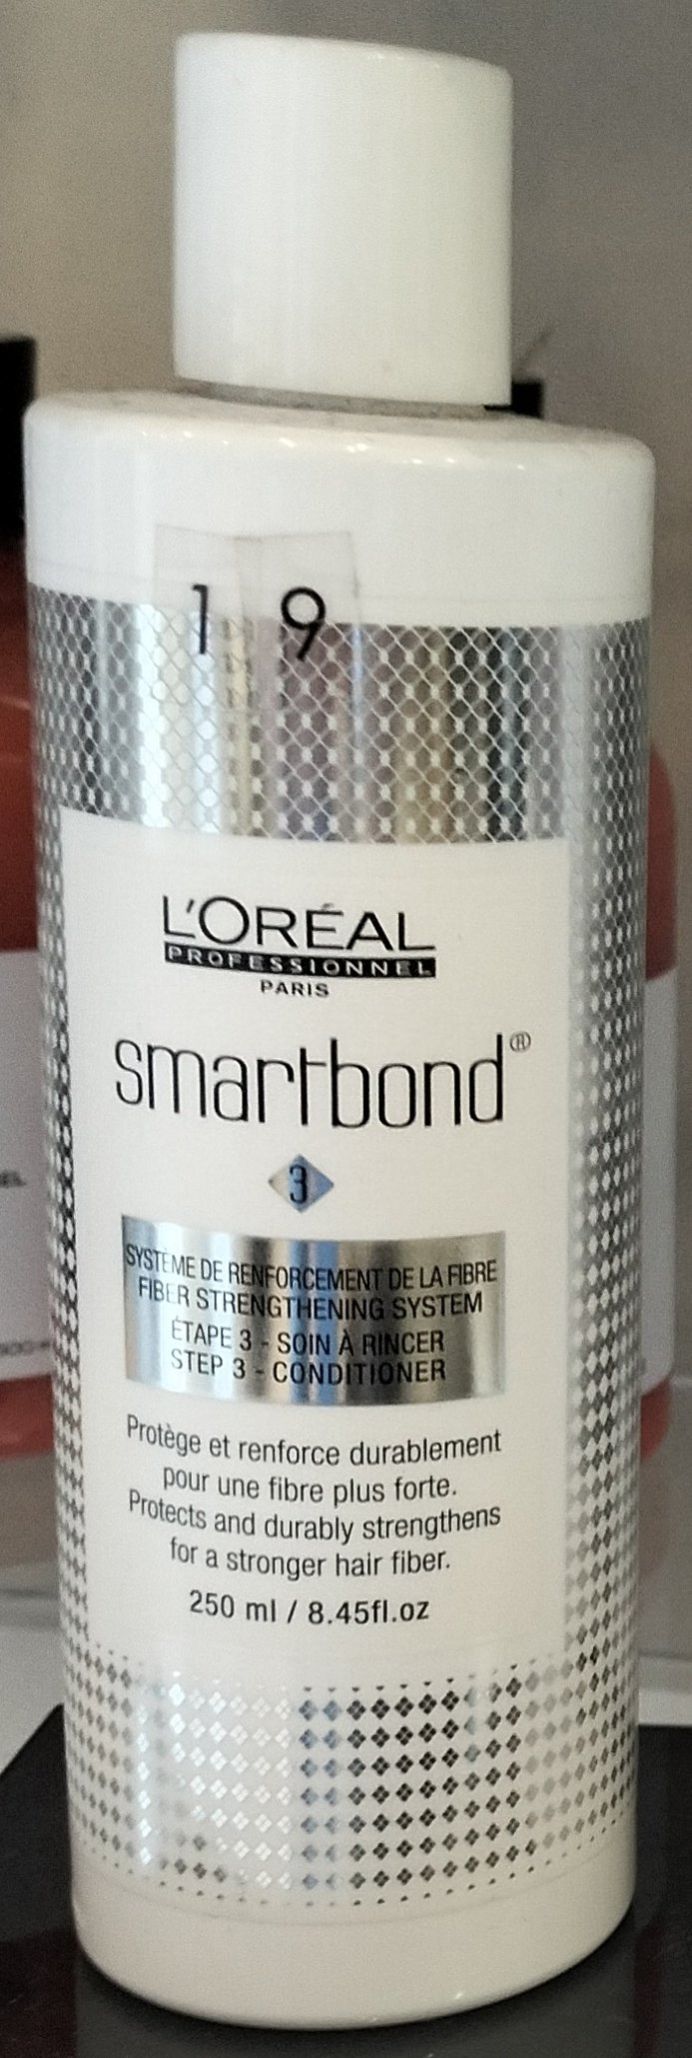 1 9
L'ORÉAL
PROFESSIONNEL
PARIS
smartbond®
3
SYSTÈME DE RENFORCEMENT DE LA FIBRE
FIBER STRENGTHENING SYSTEM
ÉTAPE 3 - SOIN À RINCER
STEP 3 - CONDITIONER
Protège et renforce durablement
pour une fibre plus forte.
Protects and durably strengthens
for a stronger hair fiber.
250 ml / 8.45fl.oz